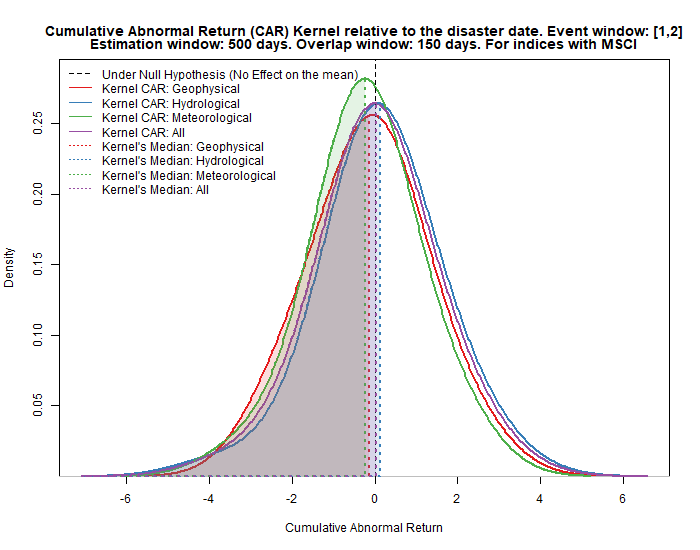 Cumulative Abnormal Return (CAR) Kernel relative to the disaster date. Event window: [1,2]
Estimation window: 500 days. Overlap window: 150 days. For indices with MSCI
Under Null Hypothesis (No Effect on the mean)
Kernel CAR: Geophysical
Kernel CAR: Hydrological
Kernel CAR: Meteorological
Kernel CAR: All
Kernel's Median: Geophysical
Kernel's Median: Hydrological
Kernel's Median: Meteorological
Kernel's Median: All
Density
0.25
0.20
0.15
0.10
0.05
-6 -4 -2 0 2 4 6
Cumulative Abnormal Return